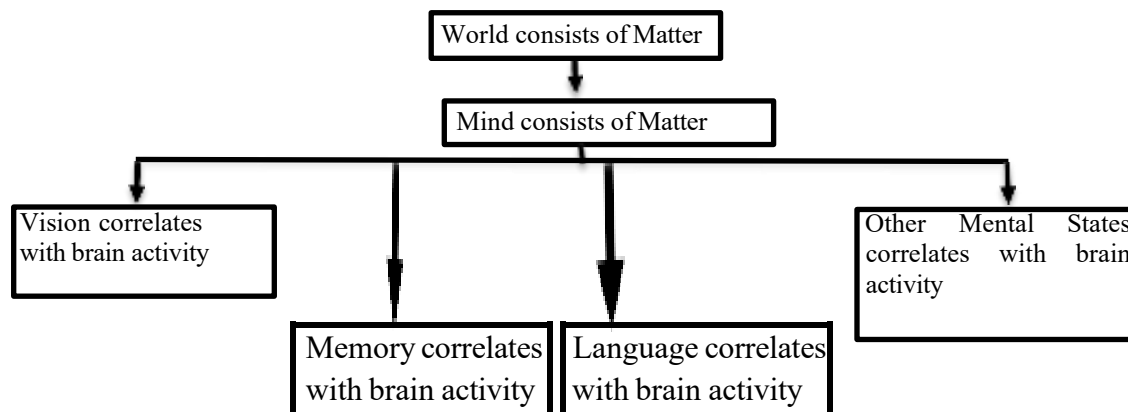 World consists of Matter
Mind consists of Matter
Vision correlates
with brain activity
Other Mental States
correlates with brain
activity
Memory correlates
with brain activity
Language correlates
with brain activity